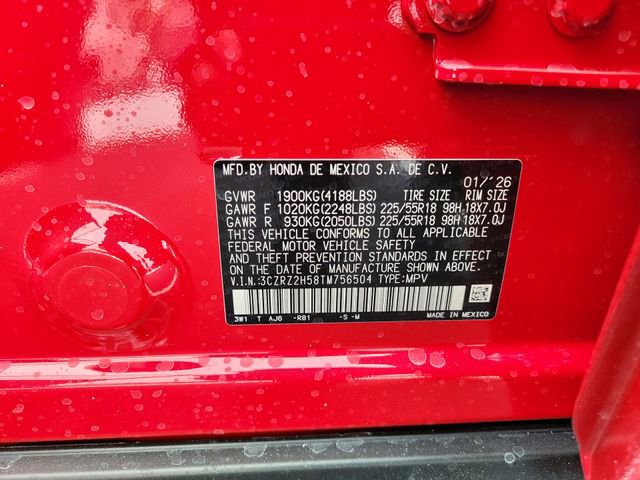 MFD.BY HONDA DE MEXICO S.A. DE C.V.
01/'26
GVWR 1900KG(4188LBS) TIRE SIZE RIM SIZE
GAWR F 1020KG(2248LBS) 225/55R18 98H 18X7.0J
GAWR R 930KG(2050LBS) 225/55R18 98H 18X7.0J
THIS VEHICLE CONFORMS TO ALL APPLICABLE
FEDERAL MOTOR VEHICLE SAFETY
AND THEFT PREVENTION STANDARDS IN EFFECT
ON THE DATE OF MANUFACTURE SHOWN ABOVE.
V.I.N.:3CZRZ2H58TM756504 TYPE:MPV
3W1 T AJ6 -R81 -S -M MADE IN MEXICO